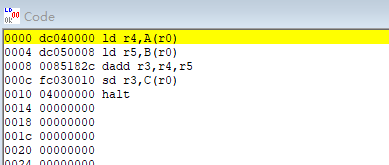 Code
0000 dc040000 ld r4,A(r0)
0004 dc050008 ld r5,B(r0)
0008 0085182c dadd r3,r4,r5
000c fc030010 sd r3,C(r0)
0010 04000000 halt
0014 00000000
0018 00000000
001c 00000000
0020 00000000
0024 00000000